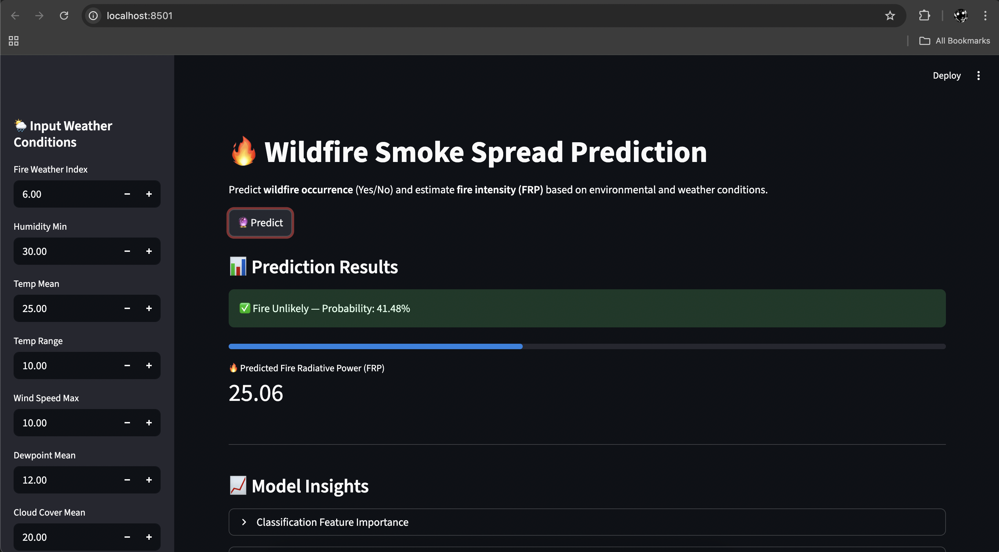 localhost:8501
All Bookmarks
Deploy
Input Weather
Conditions
Fire Weather Index
6.00
Humidity Min
30.00
Temp Mean
25.00
Temp Range
10.00
Wind Speed Max
10.00
Dewpoint Mean
12.00
Cloud Cover Mean
20.00
Wildfire Smoke Spread Prediction
Predict wildfire occurrence (Yes/No) and estimate fire intensity (FRP) based on environmental and weather conditions.
Predict
Prediction Results
Fire Unlikely — Probability: 41.48%
Predicted Fire Radiative Power (FRP)
25.06
Model Insights
Classification Feature Importance